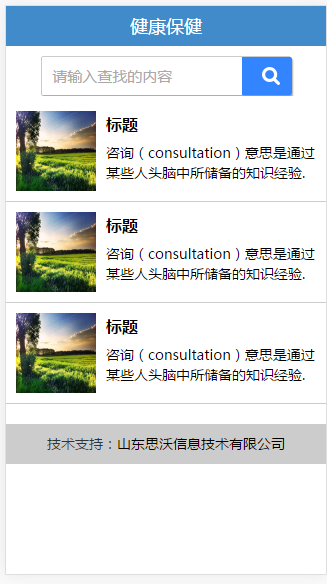 健康保健
请输入查找的内容
标题
咨询（consultation）意思是通过
某些人头脑中所储备的知识经验.
标题
咨询（consultation）意思是通过
某些人头脑中所储备的知识经验.
标题
咨询（consultation）意思是通过
某些人头脑中所储备的知识经验.
技术支持：山东思沃信息技术有限公司